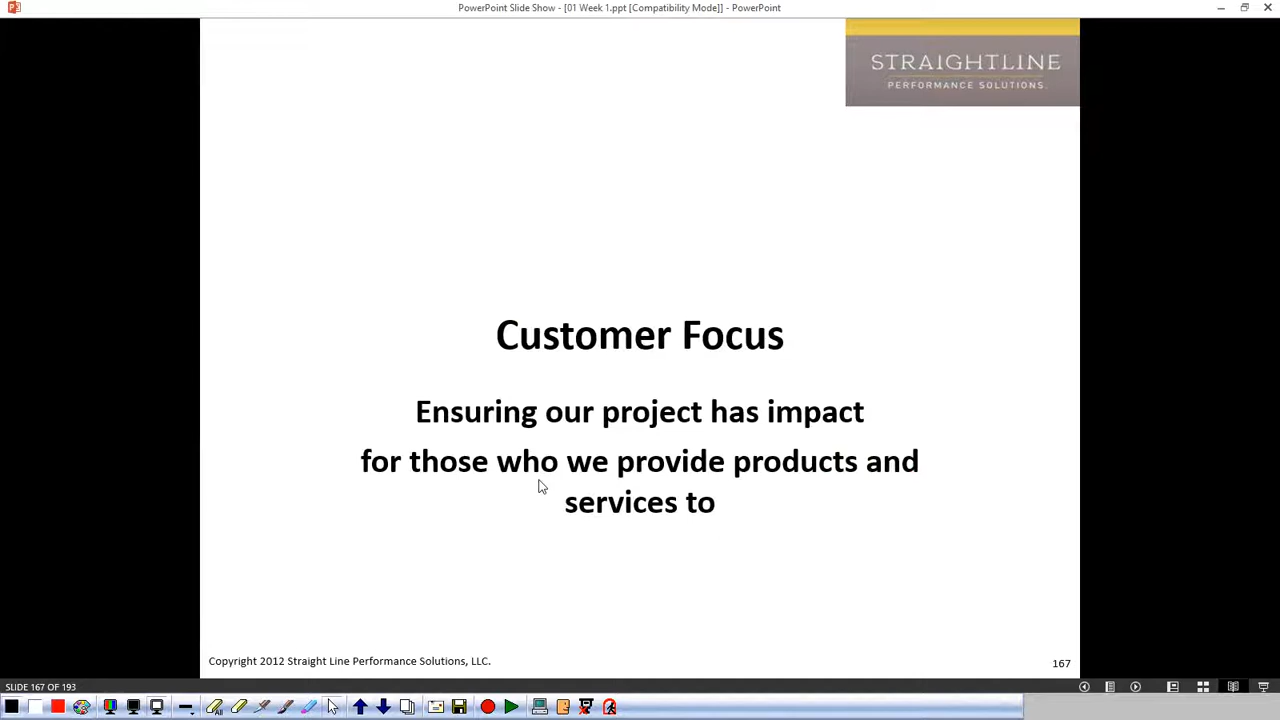 PowerPoint Slide Show - [01 Week 1.ppt [Compatibility Mode]] - PowerPoint
STRAIGHTLINE
PERFORMANCE SOLUTIONS.
Customer Focus
Ensuring our project has impact
for those who we provide products and
services to
Copyright 2012 Straight Line Performance Solutions, LLC.
167
SLIDE 167 OF 193